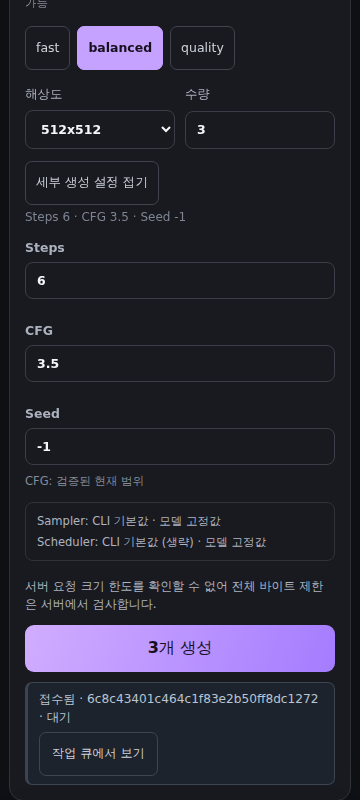 가능
fast balanced quality
해상도 수량
512x512 3
세부 생성 설정 접기
Steps 6 · CFG 3.5 · Seed -1
Steps
6
CFG
3.5
Seed
-1
CFG: 검증된 현재 범위
Sampler: CLI 기본값 · 모델 고정값
Scheduler: CLI 기본값 (생략) · 모델 고정값
서버 요청 크기 한도를 확인할 수 없어 전체 바이트 제한
은 서버에서 검사합니다.
3개 생성
접수됨 · 6c8c43401c464c1f83e2b50ff8dc1272
· 대기
작업 큐에서 보기